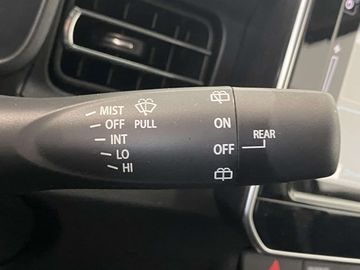 MIST
OFF PULL
INT
LO
HI
ON
OFF
REAR